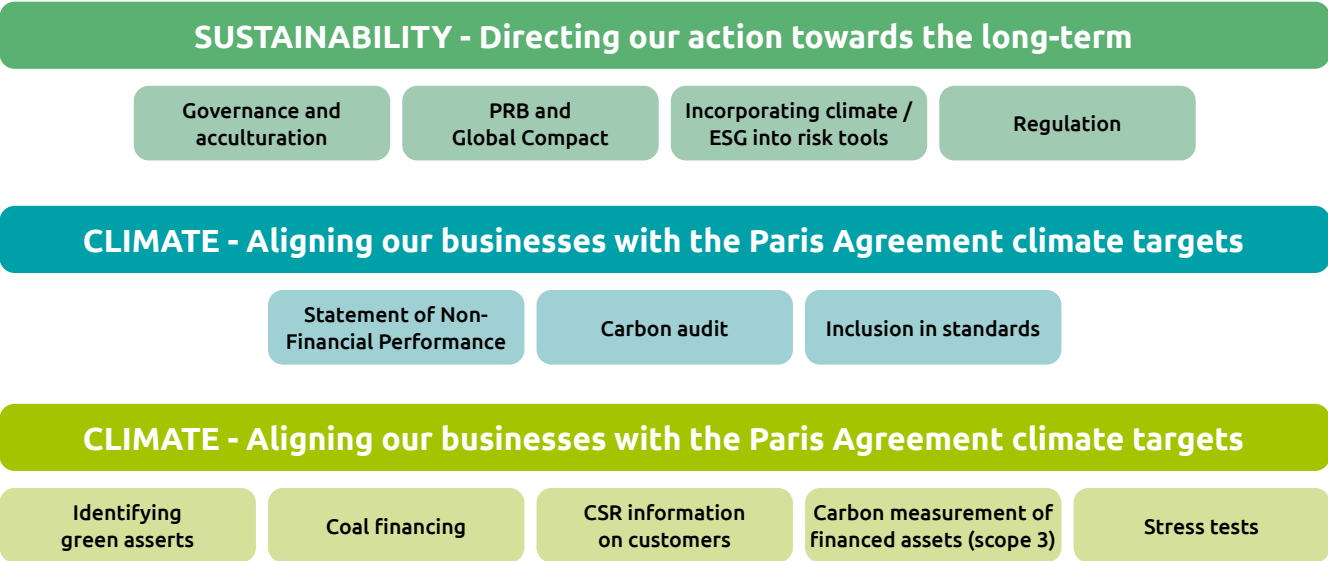 SUSTAINABILITY - Directing our action towards the long-term
Governance and
acculturation
PRB and
Global Compact
Incorporating climate /
ESG into risk tools
Regulation
CLIMATE - Aligning our businesses with the Paris Agreement climate targets
Statement of Non-
Financial Performance
Carbon audit
Inclusion in standards
CLIMATE - Aligning our businesses with the Paris Agreement climate targets
Identifying
green asserts
Coal financing
CSR information
on customers
Carbon measurement of
financed assets (scope 3)
Stress tests